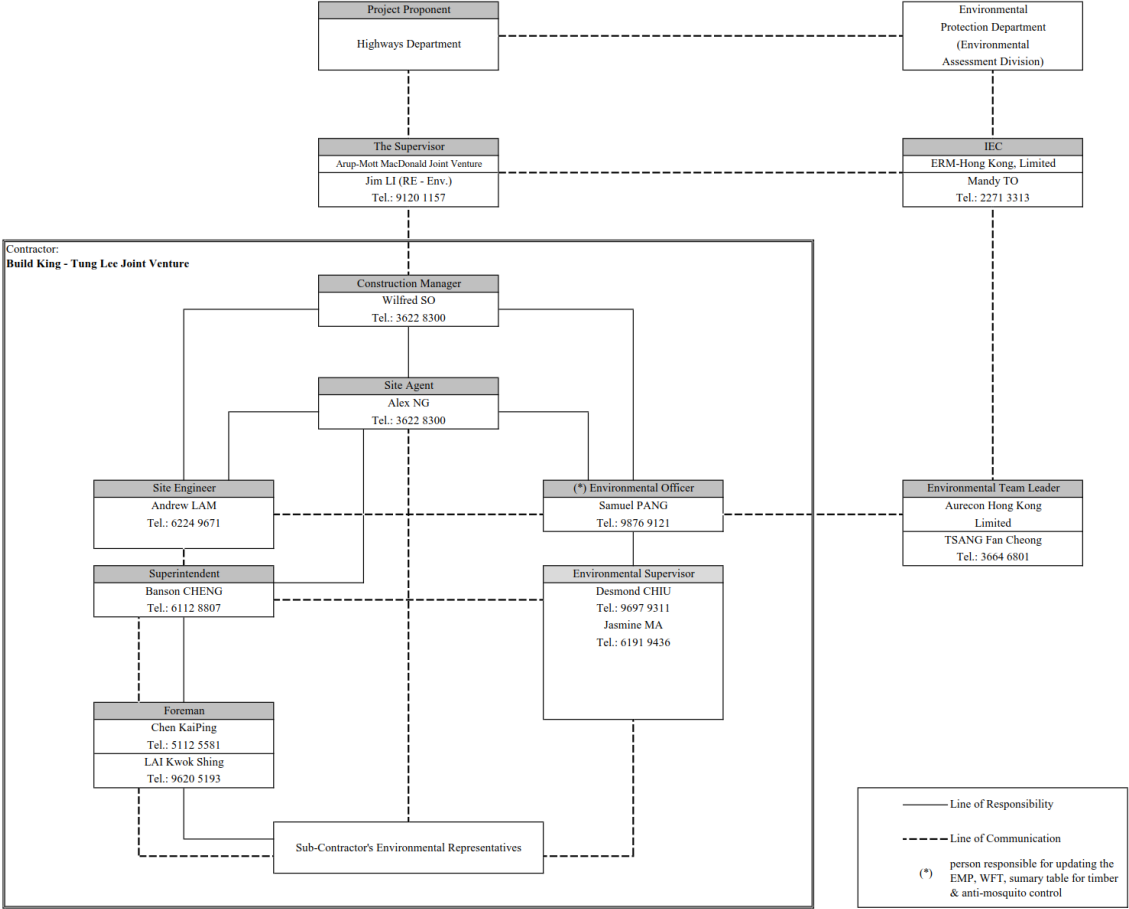 Project Proponent
Highways Department
Environmental
Protection Department
(Environmental
Assessment Division)
The Supervisor
Arup-Mott MacDonald Joint Venture
Jim LI (RE - Env.)
Tel.: 9120 1157
IEC
ERM-Hong Kong, Limited
Mandy TO
Tel.: 2271 3313
Contractor:
Build King - Tung Lee Joint Venture
Construction Manager
Wilfred SO
Tel.: 3622 8300
Site Agent
Alex NG
Tel.: 3622 8300
Site Engineer
Andrew LAM
Tel.: 6224 9671
(*) Environmental Officer
Samuel PANG
Tel.: 9876 9121
Environmental Team Leader
Aurecon Hong Kong
Limited
TSANG Fan Cheong
Tel.: 3664 6801
Superintendent
Banson CHENG
Tel.: 6112 8807
Environmental Supervisor
Desmond CHIU
Tel.: 9697 9311
Jasmine MA
Tel.: 6191 9436
Foreman
Chen KaiPing
Tel.: 5112 5581
LAI Kwok Shing
Tel.: 9620 5193
Sub-Contractor's Environmental Representatives
Line of Responsibility
Line of Communication
(*)
person responsible for updating the
EMP, WFT, sumary table for timber
& anti-mosquito control